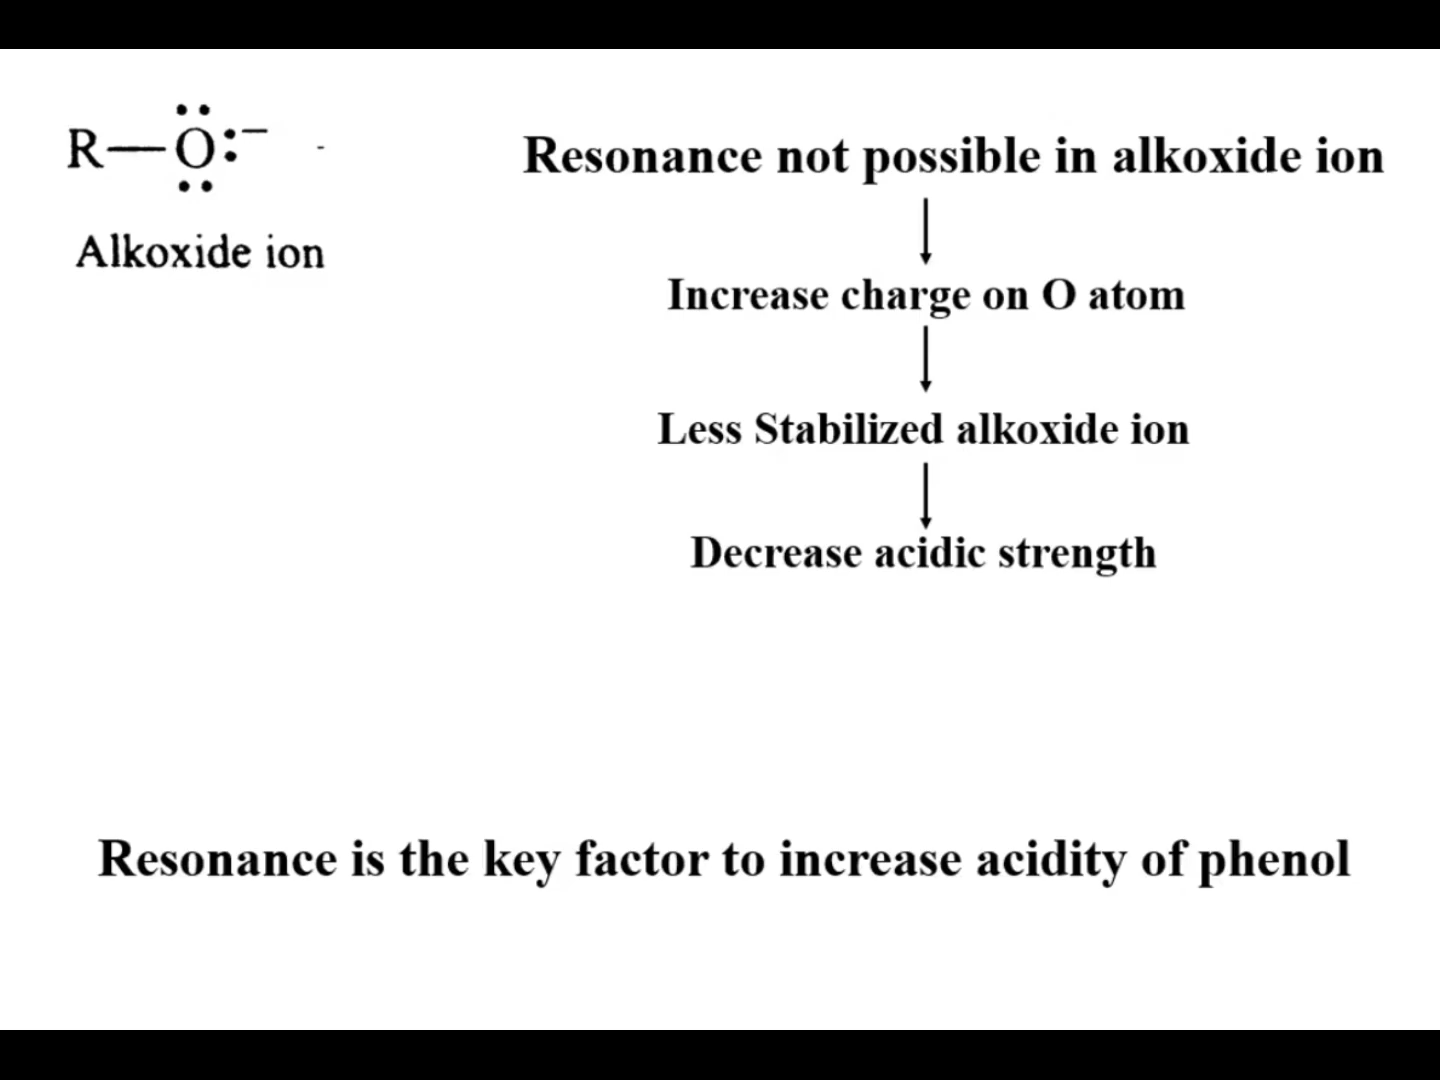 R—O:⁻
Alkoxide ion
Resonance not possible in alkoxide ion
Increase charge on O atom
Less Stabilized alkoxide ion
Decrease acidic strength
Resonance is the key factor to increase acidity of phenol